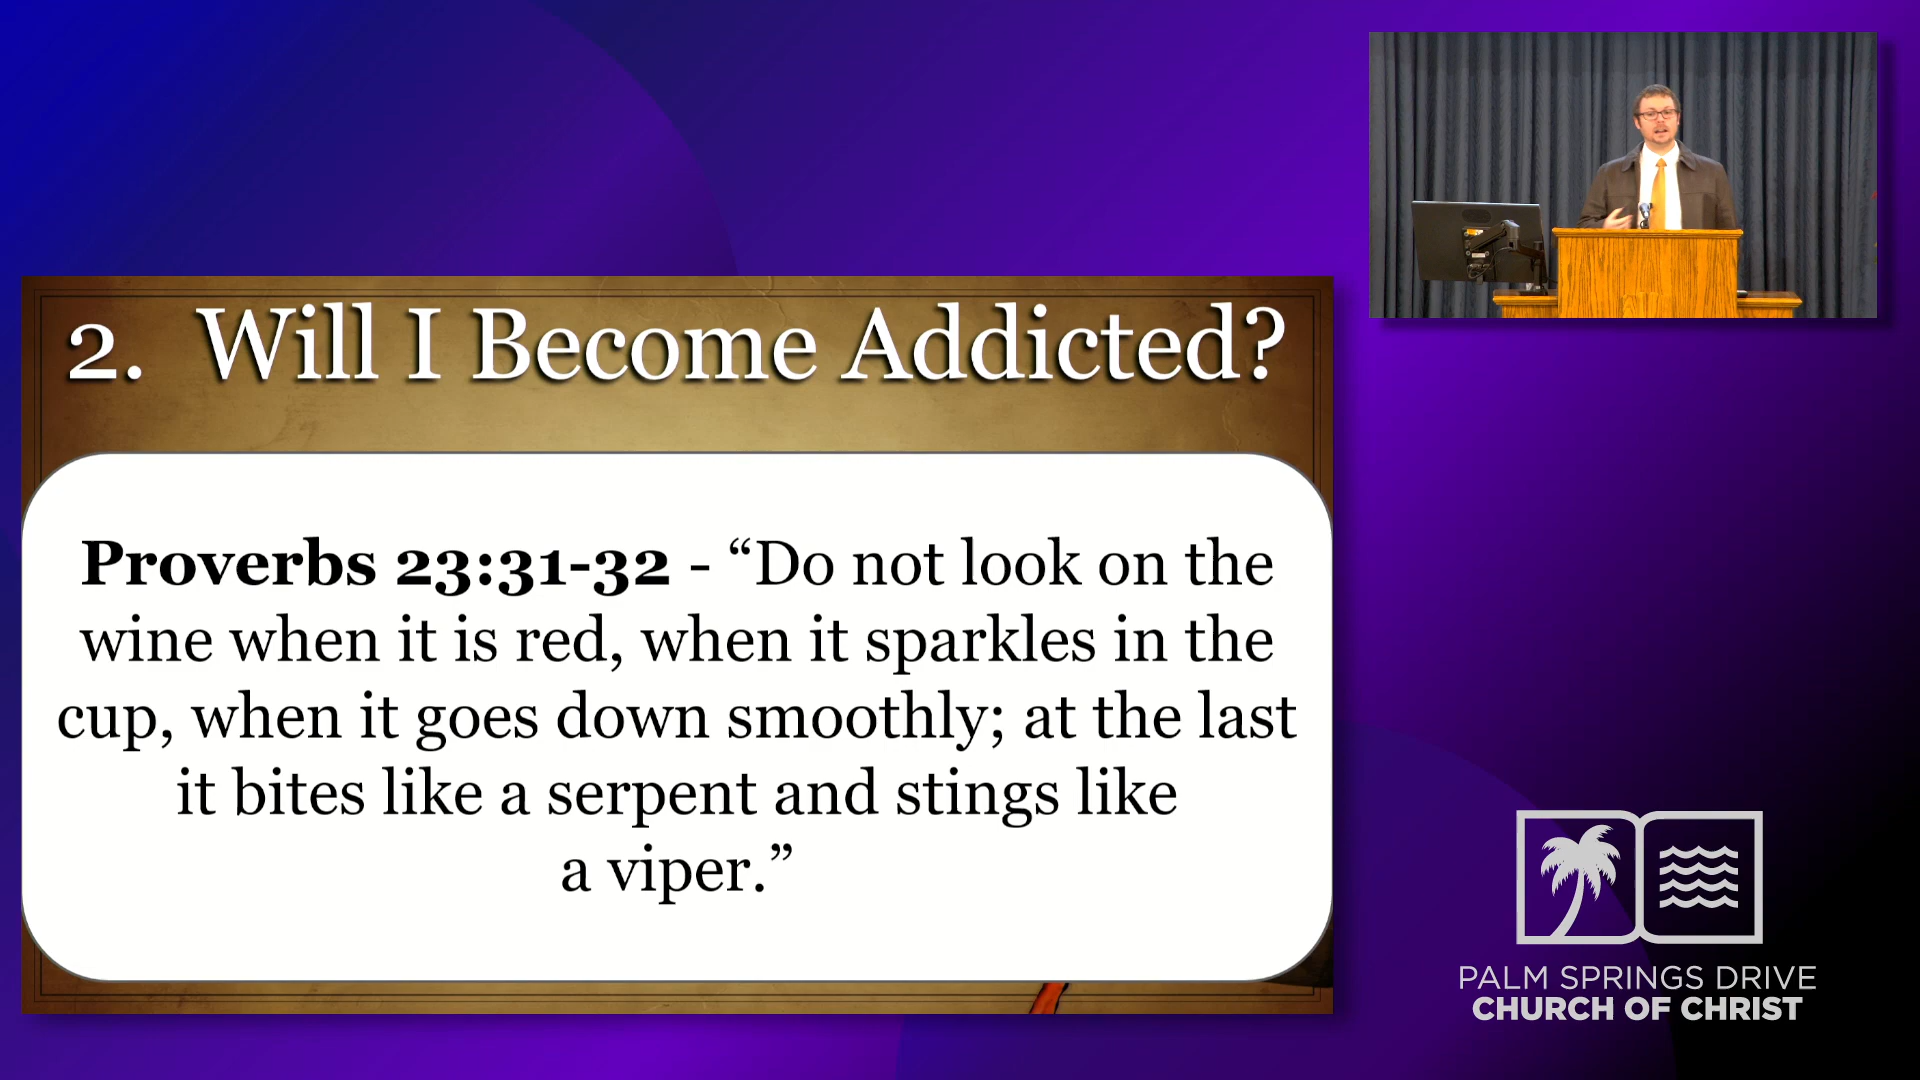 2. Will I Become Addicted?
Proverbs 23:31-32 - “Do not look on the
wine when it is red, when it sparkles in the
cup, when it goes down smoothly; at the last
it bites like a serpent and stings like
a viper.”
PALM SPRINGS DRIVE
CHURCH OF CHRIST